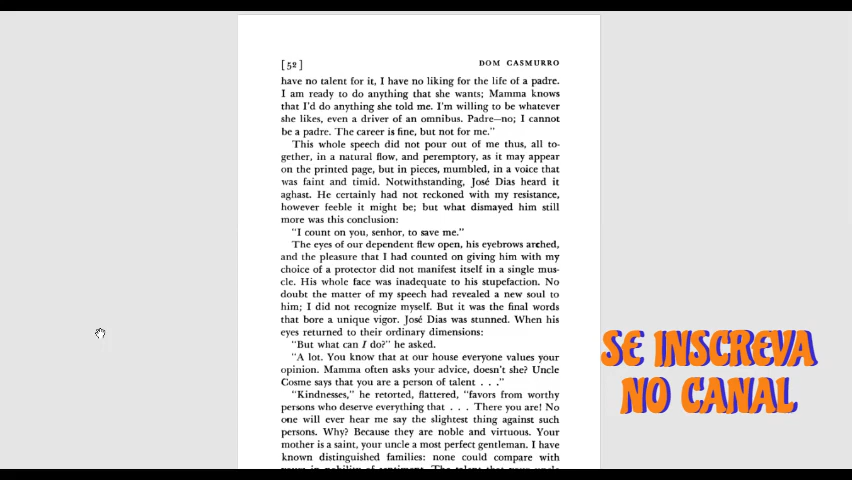 [52] DOM CASMURRO
have no talent for it, I have no liking for the life of a padre.
I am ready to do anything that she wants; Mamma knows
that I'd do anything she told me. I'm willing to be whatever
she likes, even a driver of an omnibus. Padre—no; I cannot
be a padre. The career is fine, but not for me."
This whole speech did not pour out of me thus, all to-
gether, in a natural flow, and peremptory, as it may appear
on the printed page, but in pieces, mumbled, in a voice that
was faint and timid. Notwithstanding, José Dias heard it
aghast. He certainly had not reckoned with my resistance,
however feeble it might be; but what dismayed him still
more was this conclusion:
"I count on you, senhor, to save me."
The eyes of our dependent flew open, his eyebrows arched,
and the pleasure that I had counted on giving him with my
choice of a protector did not manifest itself in a single mus-
cle. His whole face was inadequate to his stupefaction. No
doubt the matter of my speech had revealed a new soul to
him; I did not recognize myself. But it was the final words
that bore a unique vigor. José Dias was stunned. When his
eyes returned to their ordinary dimensions:
"But what can I do?" he asked.
"A lot. You know that at our house everyone values your
opinion. Mamma often asks your advice, doesn't she? Uncle
Cosme says that you are a person of talent . . ."
"Kindnesses," he retorted, flattered, "favors from worthy
persons who deserve everything that . . . There you are! No
one will ever hear me say the slightest thing against such
persons. Why? Because they are noble and virtuous. Your
mother is a saint, your uncle a most perfect gentleman. I have
known distinguished families: none could compare with
SE INSCREVA
NO CANAL